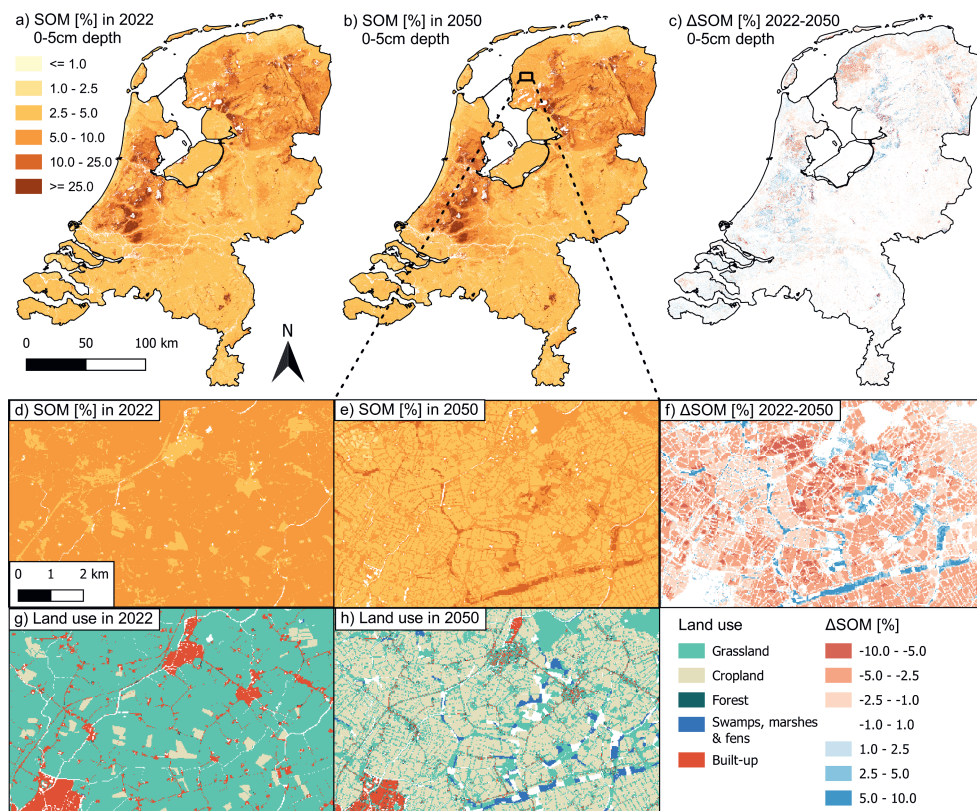 a) SOM [%] in 2022
0-5cm depth
<= 1.0
1.0 - 2.5
2.5 - 5.0
5.0 - 10.0
10.0 - 25.0
>= 25.0
0 50 100 km
N
b) SOM [%] in 2050
0-5cm depth
c) ΔSOM [%] 2022-2050
0-5cm depth
d) SOM [%] in 2022
0 1 2 km
e) SOM [%] in 2050
f) ΔSOM [%] 2022-2050
g) Land use in 2022
h) Land use in 2050
Land use
Grassland
Cropland
Forest
Swamps, marshes
& fens
Built-up
ΔSOM [%]
-10.0 - -5.0
-5.0 - -2.5
-2.5 - -1.0
-1.0 - 1.0
1.0 - 2.5
2.5 - 5.0
5.0 - 10.0